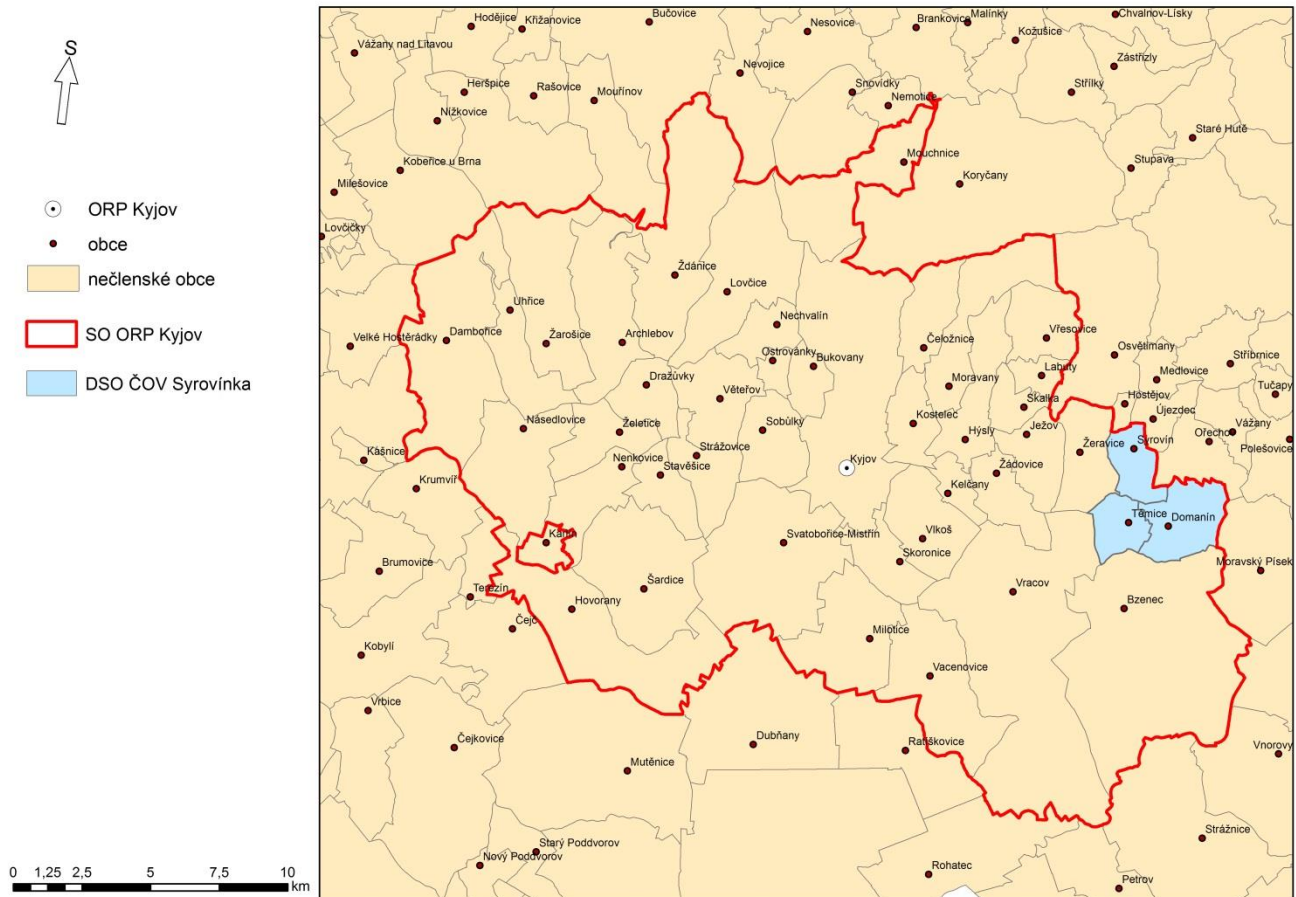 S
ORP Kyjov
obce
nečlenské obce
SO ORP Kyjov
DSO ČOV Syrovínka
0 1,25 2,5 5 7,5 10
km
Hodějice
Křižanovice
Bučovice
Nesovice
Brankovice
Malínky
Chvalnov-Lísky
Kožušice
Vážany nad Litavou
Nevojice
Zástřizly
Heršpice
Rašovice
Mouřínov
Snovídky
Nemotice
Střílky
Nížkovice
Staré Hutě
Kobeřice u Brna
Mouchnice
Stupava
Koryčany
Milešovice
Lovčičky
Ždánice
Lovčice
Uhřice
Nechvalín
Velké Hostěrádky
Dambořice
Žarošice
Archlebov
Čeložnice
Vřesovice
Osvětimany
Ostrovánky
Bukovany
Stříbrnice
Labuty
Medlovice
Dražůvky
Moravany
Tučapy
Věteřov
Skalka
Hostějov
Násedlovice
Želetice
Sobůlky
Kostelec
Hýsly
Ježov
Újezdec
Vážany
Ořechov
Polešovice
Žeravice
Syrovín
Kašnice
Nenkovice
Strážovice
Stavěšice
Kyjov
Žádovice
Krumvíř
Kelčany
Těmice
Domanín
Karlín
Svatobořice-Mistřín
Vlkoš
Skoronice
Brumovice
Moravský Písek
Terezín
Šardice
Vracov
Hovorany
Bzenec
Čejč
Milotice
Kobylí
Vacenovice
Vrbice
Čejkovice
Dubňany
Ratíškovice
Vnorovy
Mutěnice
Strážnice
Starý Poddvorov
Nový Poddvorov
Rohatec
Petrov